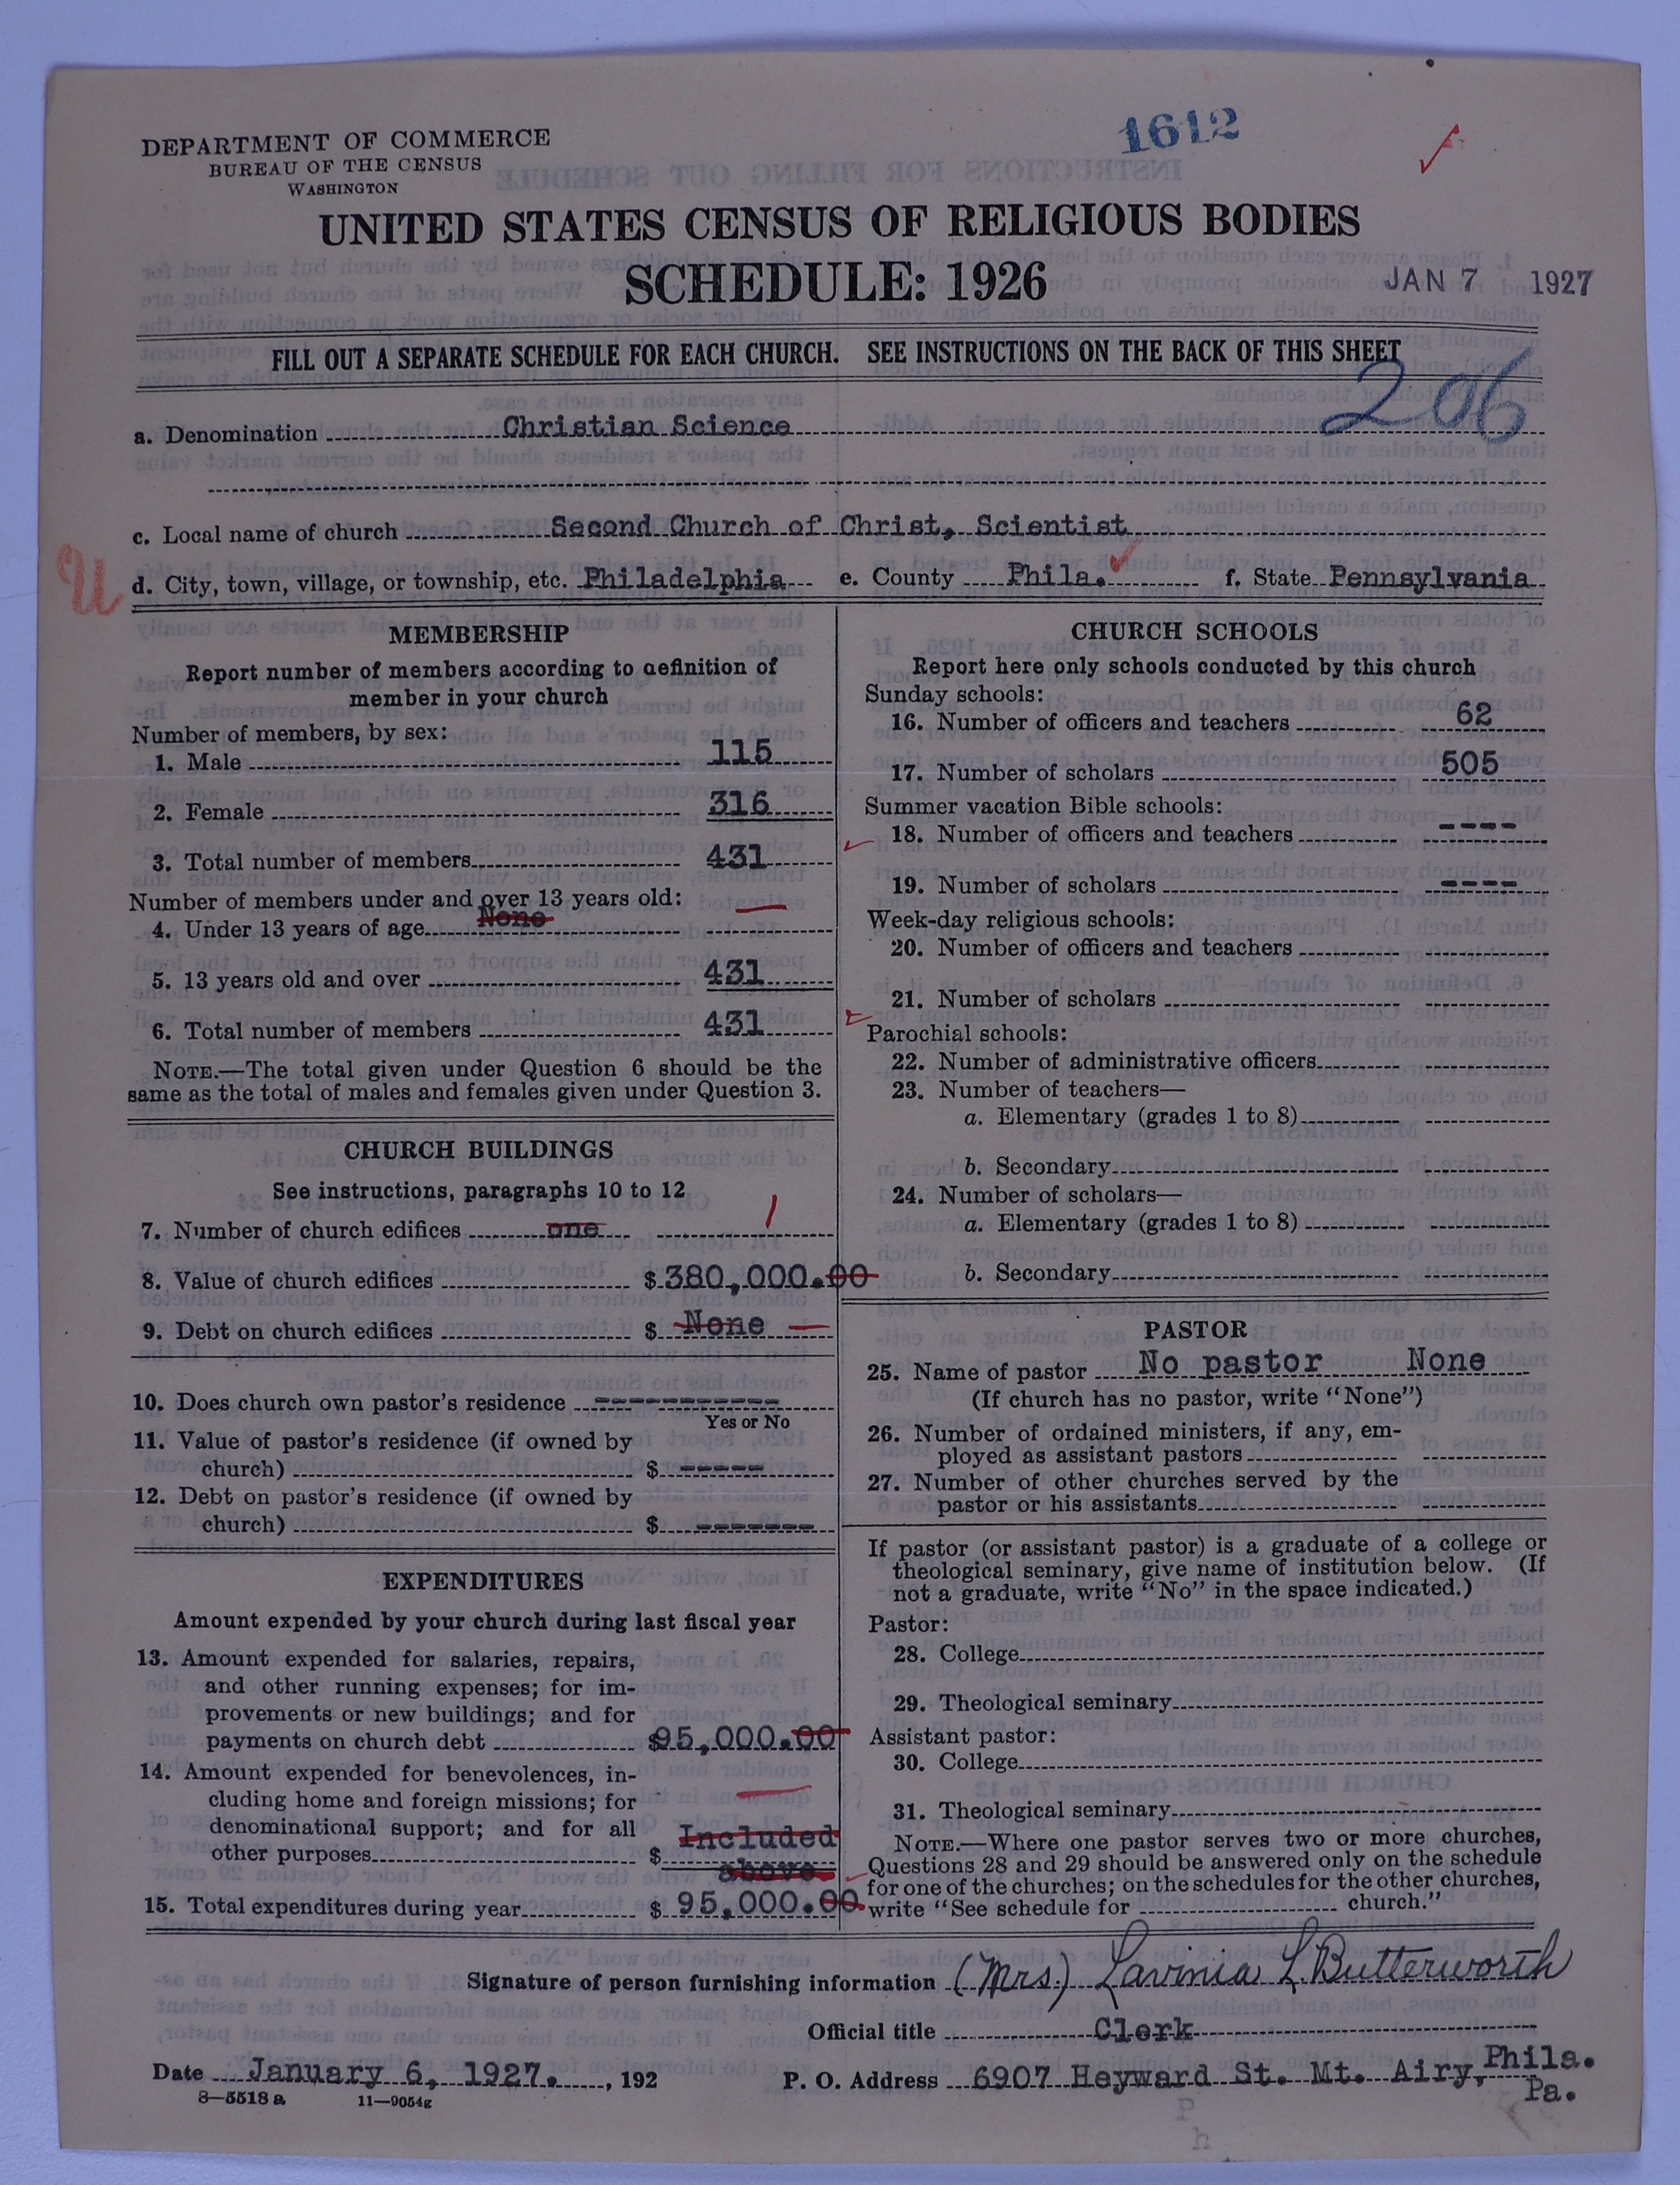 1612
DEPARTMENT OF COMMERCE
BUREAU OF THE CENSUS
WASHINGTON
UNITED STATES CENSUS OF RELIGIOUS BODIES
SCHEDULE: 1926
JAN 7 1927
FILL OUT A SEPARATE SCHEDULE FOR EACH CHURCH. SEE INSTRUCTIONS ON THE BACK OF THIS SHEET
206
a. Denomination Christian Science
c. Local name of church Second Church of Christ, Scientist
d. City, town, village, or township, etc. Philadelphia e. County Phila. f. State Pennsylvania
MEMBERSHIP
Report number of members according to definition of
member in your church
Number of members, by sex:
1. Male 115
2. Female 316
3. Total number of members 431
Number of members under and over 13 years old:
4. Under 13 years of age None
5. 13 years old and over 431
6. Total number of members 431
NOTE.—The total given under Question 6 should be the
same as the total of males and females given under Question 3.
CHURCH BUILDINGS
See instructions, paragraphs 10 to 12
7. Number of church edifices one 1
8. Value of church edifices $ 380,000.00
9. Debt on church edifices $ None —
10. Does church own pastor's residence ----------
Yes or No
11. Value of pastor's residence (if owned by
church) $ -----
12. Debt on pastor's residence (if owned by
church) $ -------
EXPENDITURES
Amount expended by your church during last fiscal year
13. Amount expended for salaries, repairs,
and other running expenses; for im-
provements or new buildings; and for
payments on church debt $95,000.00
14. Amount expended for benevolences, in-
cluding home and foreign missions; for
denominational support; and for all
other purposes $ Included
above
15. Total expenditures during year $ 95,000.00
CHURCH SCHOOLS
Report here only schools conducted by this church
Sunday schools:
16. Number of officers and teachers 62
17. Number of scholars 505
Summer vacation Bible schools:
18. Number of officers and teachers ----
19. Number of scholars ----
Week-day religious schools:
20. Number of officers and teachers
21. Number of scholars
Parochial schools:
22. Number of administrative officers
23. Number of teachers—
a. Elementary (grades 1 to 8)
b. Secondary
24. Number of scholars—
a. Elementary (grades 1 to 8)
b. Secondary
PASTOR
25. Name of pastor No pastor None
(If church has no pastor, write "None")
26. Number of ordained ministers, if any, em-
ployed as assistant pastors
27. Number of other churches served by the
pastor or his assistants
If pastor (or assistant pastor) is a graduate of a college or
theological seminary, give name of institution below. (If
not a graduate, write "No" in the space indicated.)
Pastor:
28. College
29. Theological seminary
Assistant pastor:
30. College
31. Theological seminary
NOTE.—Where one pastor serves two or more churches,
Questions 28 and 29 should be answered only on the schedule
for one of the churches; on the schedules for the other churches,
write "See schedule for ________ church."
Signature of person furnishing information (Mrs.) Lavinia L. Butterworth
Official title Clerk
Date January 6, 1927. , 192
P. O. Address 6907 Heyward St. Mt. Airy, Phila.
Pa.
8—5518 a 11—9054g